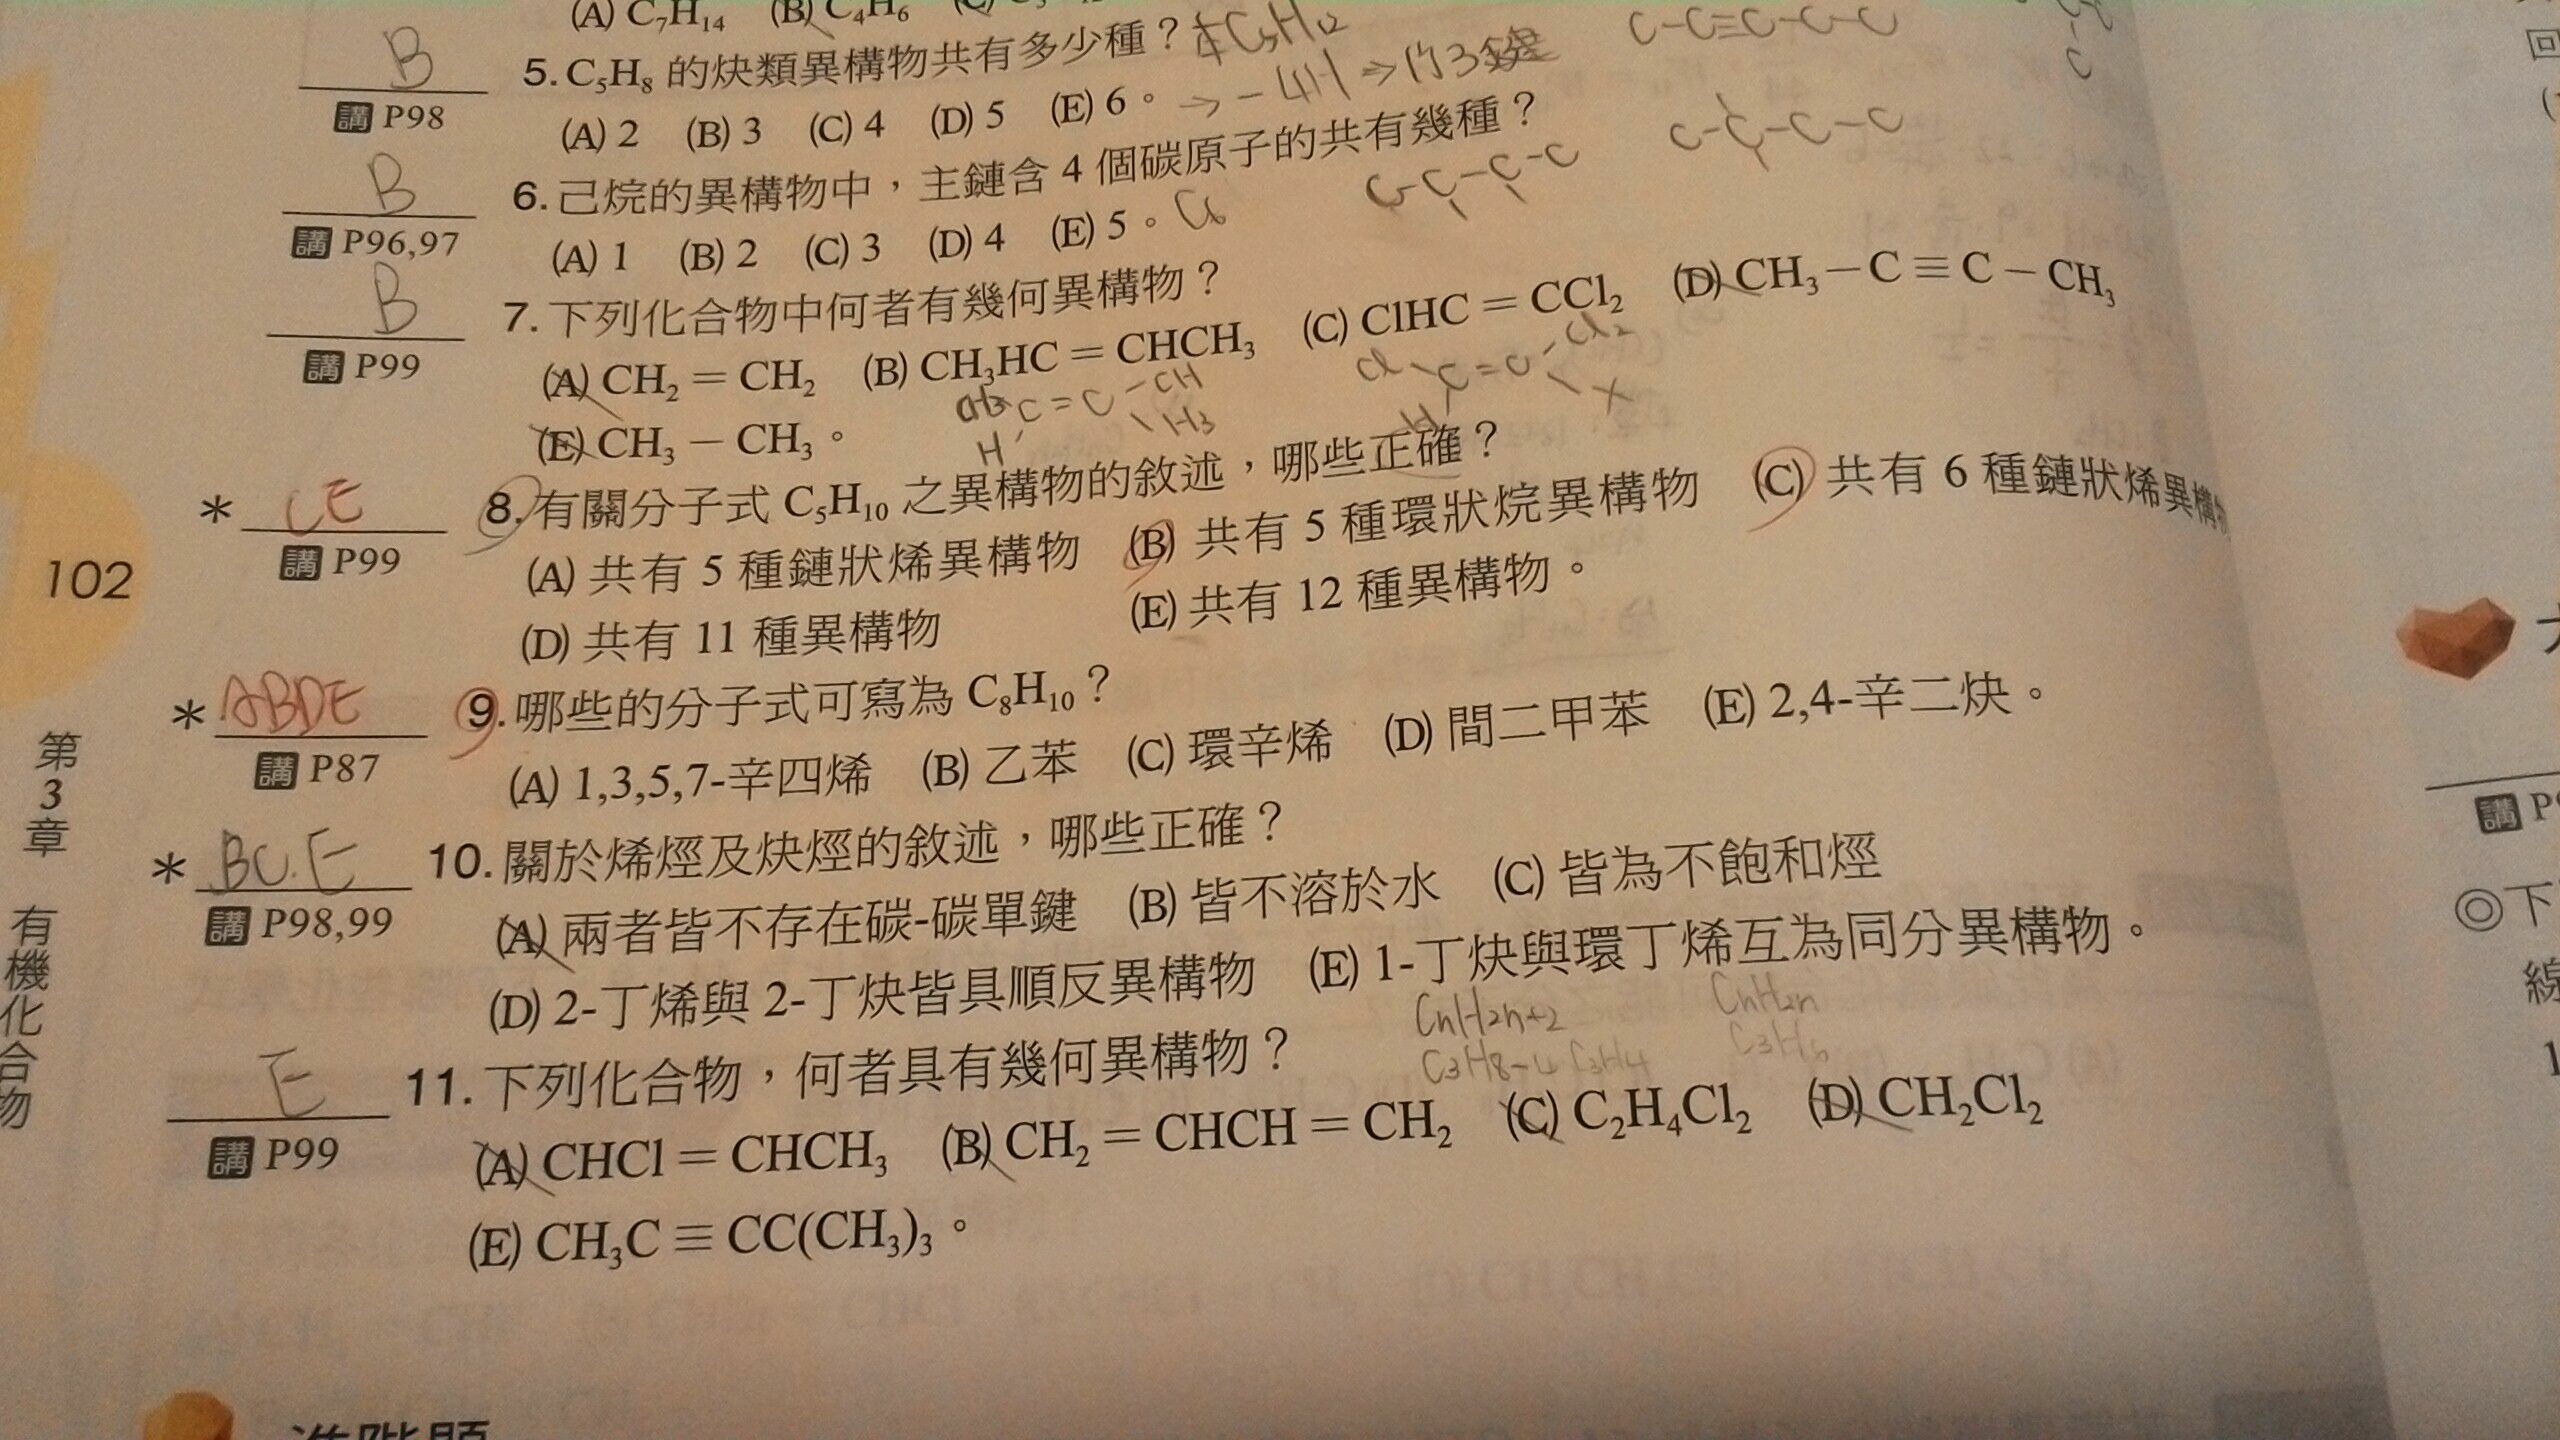 (A) C₇H₁₄ (B) C₄H₆
B 5. C₅H₈ 的炔類異構物共有多少種？
講 P98 (A) 2 (B) 3 (C) 4 (D) 5 (E) 6。 → -4H ⇒
C-C≡C-C-C
B 6. 己烷的異構物中，主鏈含 4 個碳原子的共有幾種？
講 P96,97 (A) 1 (B) 2 (C) 3 (D) 4 (E) 5。 C₆
B 7. 下列化合物中何者有幾何異構物？
講 P99 (A) CH₂＝CH₂ (B) CH₃HC＝CHCH₃ (C) ClHC＝CCl₂ (D) CH₃－C≡C－CH₃
(E) CH₃－CH₃。
* CE 8. 有關分子式 C₅H₁₀ 之異構物的敘述，哪些正確？
講 P99 (A) 共有 5 種鏈狀烯異構物 (B) 共有 5 種環狀烷異構物 (C) 共有 6 種鏈狀烯異構物
(D) 共有 11 種異構物 (E) 共有 12 種異構物。
102
* ABDE 9. 哪些的分子式可寫為 C₈H₁₀？
講 P87 (A) 1,3,5,7-辛四烯 (B) 乙苯 (C) 環辛烯 (D) 間二甲苯 (E) 2,4-辛二炔。
* BC.E 10. 關於烯烴及炔烴的敘述，哪些正確？
講 P98,99 (A) 兩者皆不存在碳-碳單鍵 (B) 皆不溶於水 (C) 皆為不飽和烴
(D) 2-丁烯與 2-丁炔皆具順反異構物 (E) 1-丁炔與環丁烯互為同分異構物。
CnH2n+2 CnH2n
C3H8-4 C3H4 C3H6
E 11. 下列化合物，何者具有幾何異構物？
講 P99 (A) CHCl＝CHCH₃ (B) CH₂＝CHCH＝CH₂ (C) C₂H₄Cl₂ (D) CH₂Cl₂
(E) CH₃C≡CC(CH₃)₃。
第3章 有機化合物
講
◎下